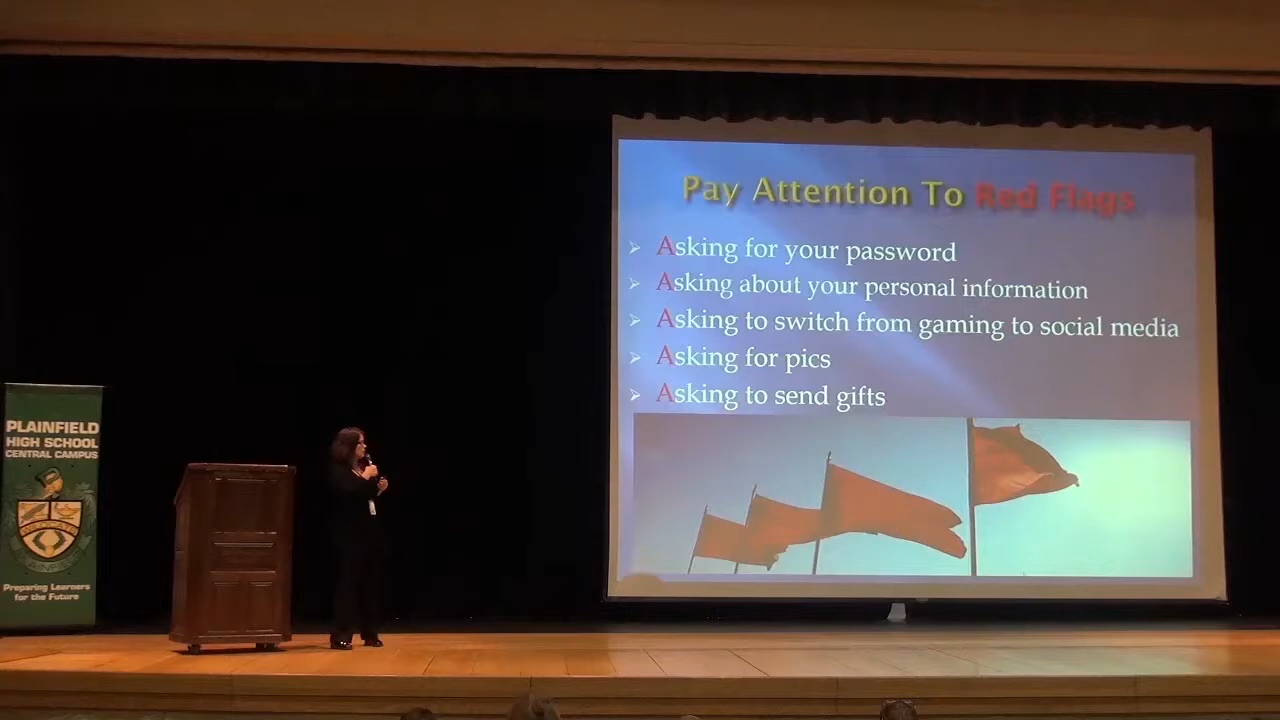 Pay Attention To Red Flags
Asking for your password
Asking about your personal information
Asking to switch from gaming to social media
Asking for pics
Asking to send gifts
PLAINFIELD
HIGH SCHOOL
CENTRAL CAMPUS
PLAINFIELD
Preparing Learners
for the Future